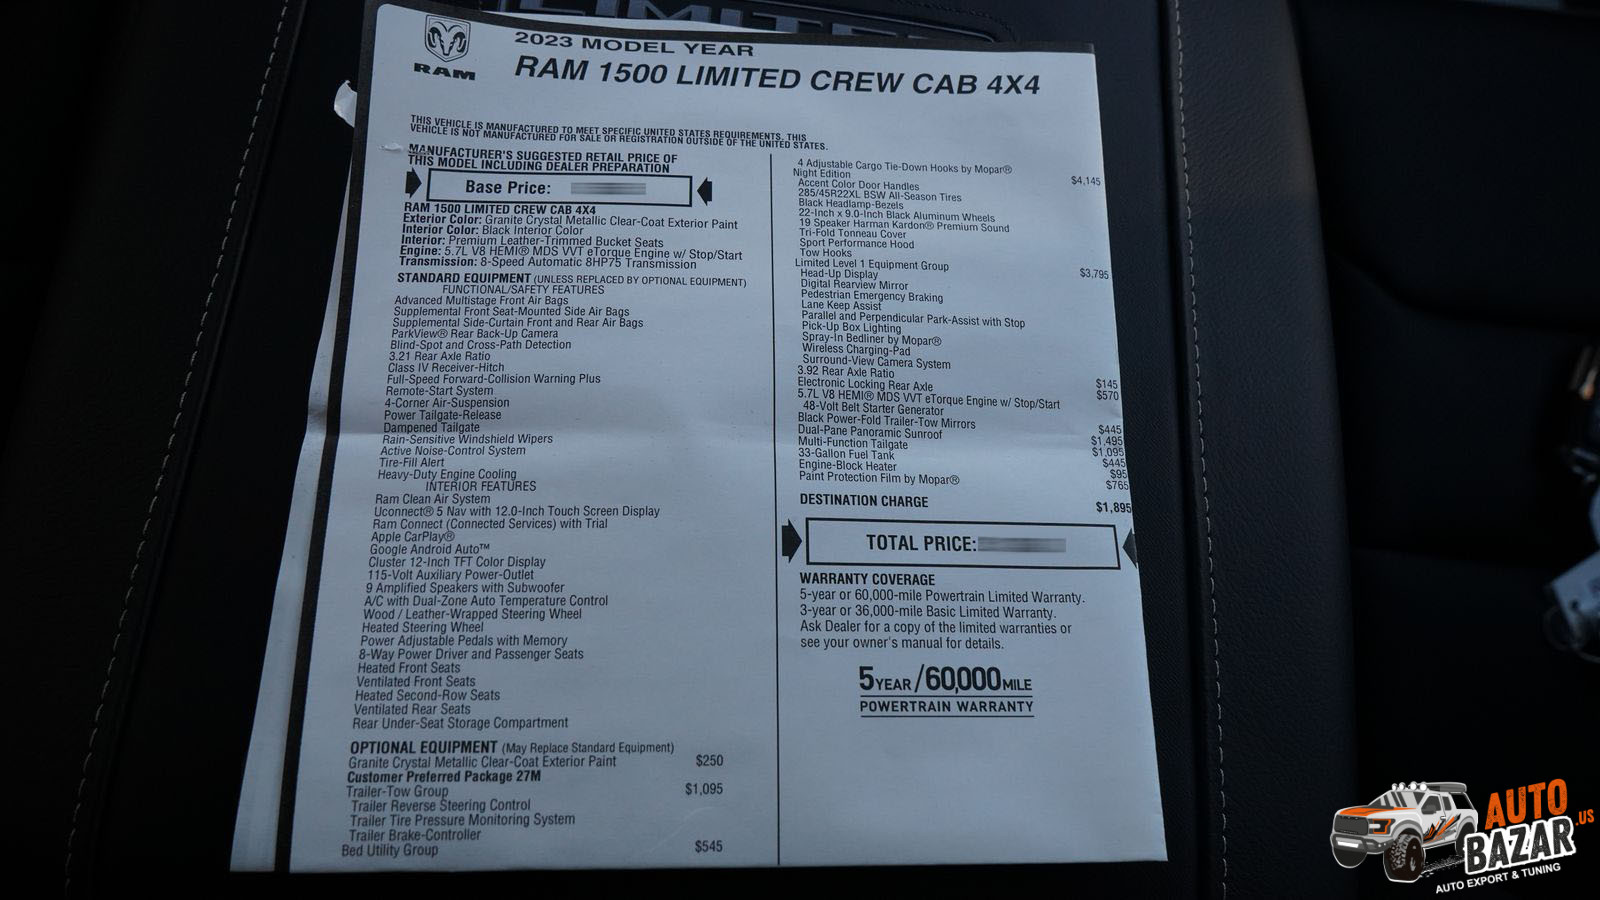 LIMITED
RAM
2023 MODEL YEAR
RAM 1500 LIMITED CREW CAB 4X4
THIS VEHICLE IS MANUFACTURED TO MEET SPECIFIC UNITED STATES REQUIREMENTS. THIS
VEHICLE IS NOT MANUFACTURED FOR SALE OR REGISTRATION OUTSIDE OF THE UNITED STATES.
MANUFACTURER'S SUGGESTED RETAIL PRICE OF
THIS MODEL INCLUDING DEALER PREPARATION
Base Price:
RAM 1500 LIMITED CREW CAB 4X4
Exterior Color: Granite Crystal Metallic Clear-Coat Exterior Paint
Interior Color: Black Interior Color
Interior: Premium Leather-Trimmed Bucket Seats
Engine: 5.7L V8 HEMI® MDS VVT eTorque Engine w/ Stop/Start
Transmission: 8-Speed Automatic 8HP75 Transmission
STANDARD EQUIPMENT (UNLESS REPLACED BY OPTIONAL EQUIPMENT)
FUNCTIONAL/SAFETY FEATURES
Advanced Multistage Front Air Bags
Supplemental Front Seat-Mounted Side Air Bags
Supplemental Side-Curtain Front and Rear Air Bags
ParkView® Rear Back-Up Camera
Blind-Spot and Cross-Path Detection
3.21 Rear Axle Ratio
Class IV Receiver-Hitch
Full-Speed Forward-Collision Warning Plus
Remote-Start System
4-Corner Air-Suspension
Power Tailgate-Release
Dampened Tailgate
Rain-Sensitive Windshield Wipers
Active Noise-Control System
Tire-Fill Alert
Heavy-Duty Engine Cooling
INTERIOR FEATURES
Ram Clean Air System
Uconnect® 5 Nav with 12.0-Inch Touch Screen Display
Ram Connect (Connected Services) with Trial
Apple CarPlay®
Google Android Auto™
Cluster 12-Inch TFT Color Display
115-Volt Auxiliary Power-Outlet
9 Amplified Speakers with Subwoofer
A/C with Dual-Zone Auto Temperature Control
Wood / Leather-Wrapped Steering Wheel
Heated Steering Wheel
Power Adjustable Pedals with Memory
8-Way Power Driver and Passenger Seats
Heated Front Seats
Ventilated Front Seats
Heated Second-Row Seats
Ventilated Rear Seats
Rear Under-Seat Storage Compartment
OPTIONAL EQUIPMENT (May Replace Standard Equipment)
Granite Crystal Metallic Clear-Coat Exterior Paint $250
Customer Preferred Package 27M
Trailer-Tow Group $1,095
Trailer Reverse Steering Control
Trailer Tire Pressure Monitoring System
Trailer Brake-Controller
Bed Utility Group $545
4 Adjustable Cargo Tie-Down Hooks by Mopar®
Night Edition $4,145
Accent Color Door Handles
285/45R22XL BSW All-Season Tires
Black Headlamp-Bezels
22-Inch x 9.0-Inch Black Aluminum Wheels
19 Speaker Harman Kardon® Premium Sound
Tri-Fold Tonneau Cover
Sport Performance Hood
Tow Hooks
Limited Level 1 Equipment Group $3,795
Head-Up Display
Digital Rearview Mirror
Pedestrian Emergency Braking
Lane Keep Assist
Parallel and Perpendicular Park-Assist with Stop
Pick-Up Box Lighting
Spray-In Bedliner by Mopar®
Wireless Charging-Pad
Surround-View Camera System
3.92 Rear Axle Ratio $145
Electronic Locking Rear Axle $570
5.7L V8 HEMI® MDS VVT eTorque Engine w/ Stop/Start
48-Volt Belt Starter Generator
Black Power-Fold Trailer-Tow Mirrors $445
Dual-Pane Panoramic Sunroof $1,495
Multi-Function Tailgate $1,095
33-Gallon Fuel Tank $445
Engine-Block Heater $95
Paint Protection Film by Mopar® $765
DESTINATION CHARGE $1,895
TOTAL PRICE:
WARRANTY COVERAGE
5-year or 60,000-mile Powertrain Limited Warranty.
3-year or 36,000-mile Basic Limited Warranty.
Ask Dealer for a copy of the limited warranties or
see your owner's manual for details.
5 YEAR/60,000 MILE
POWERTRAIN WARRANTY
AUTO
BAZAR.US
AUTO EXPORT & TUNING